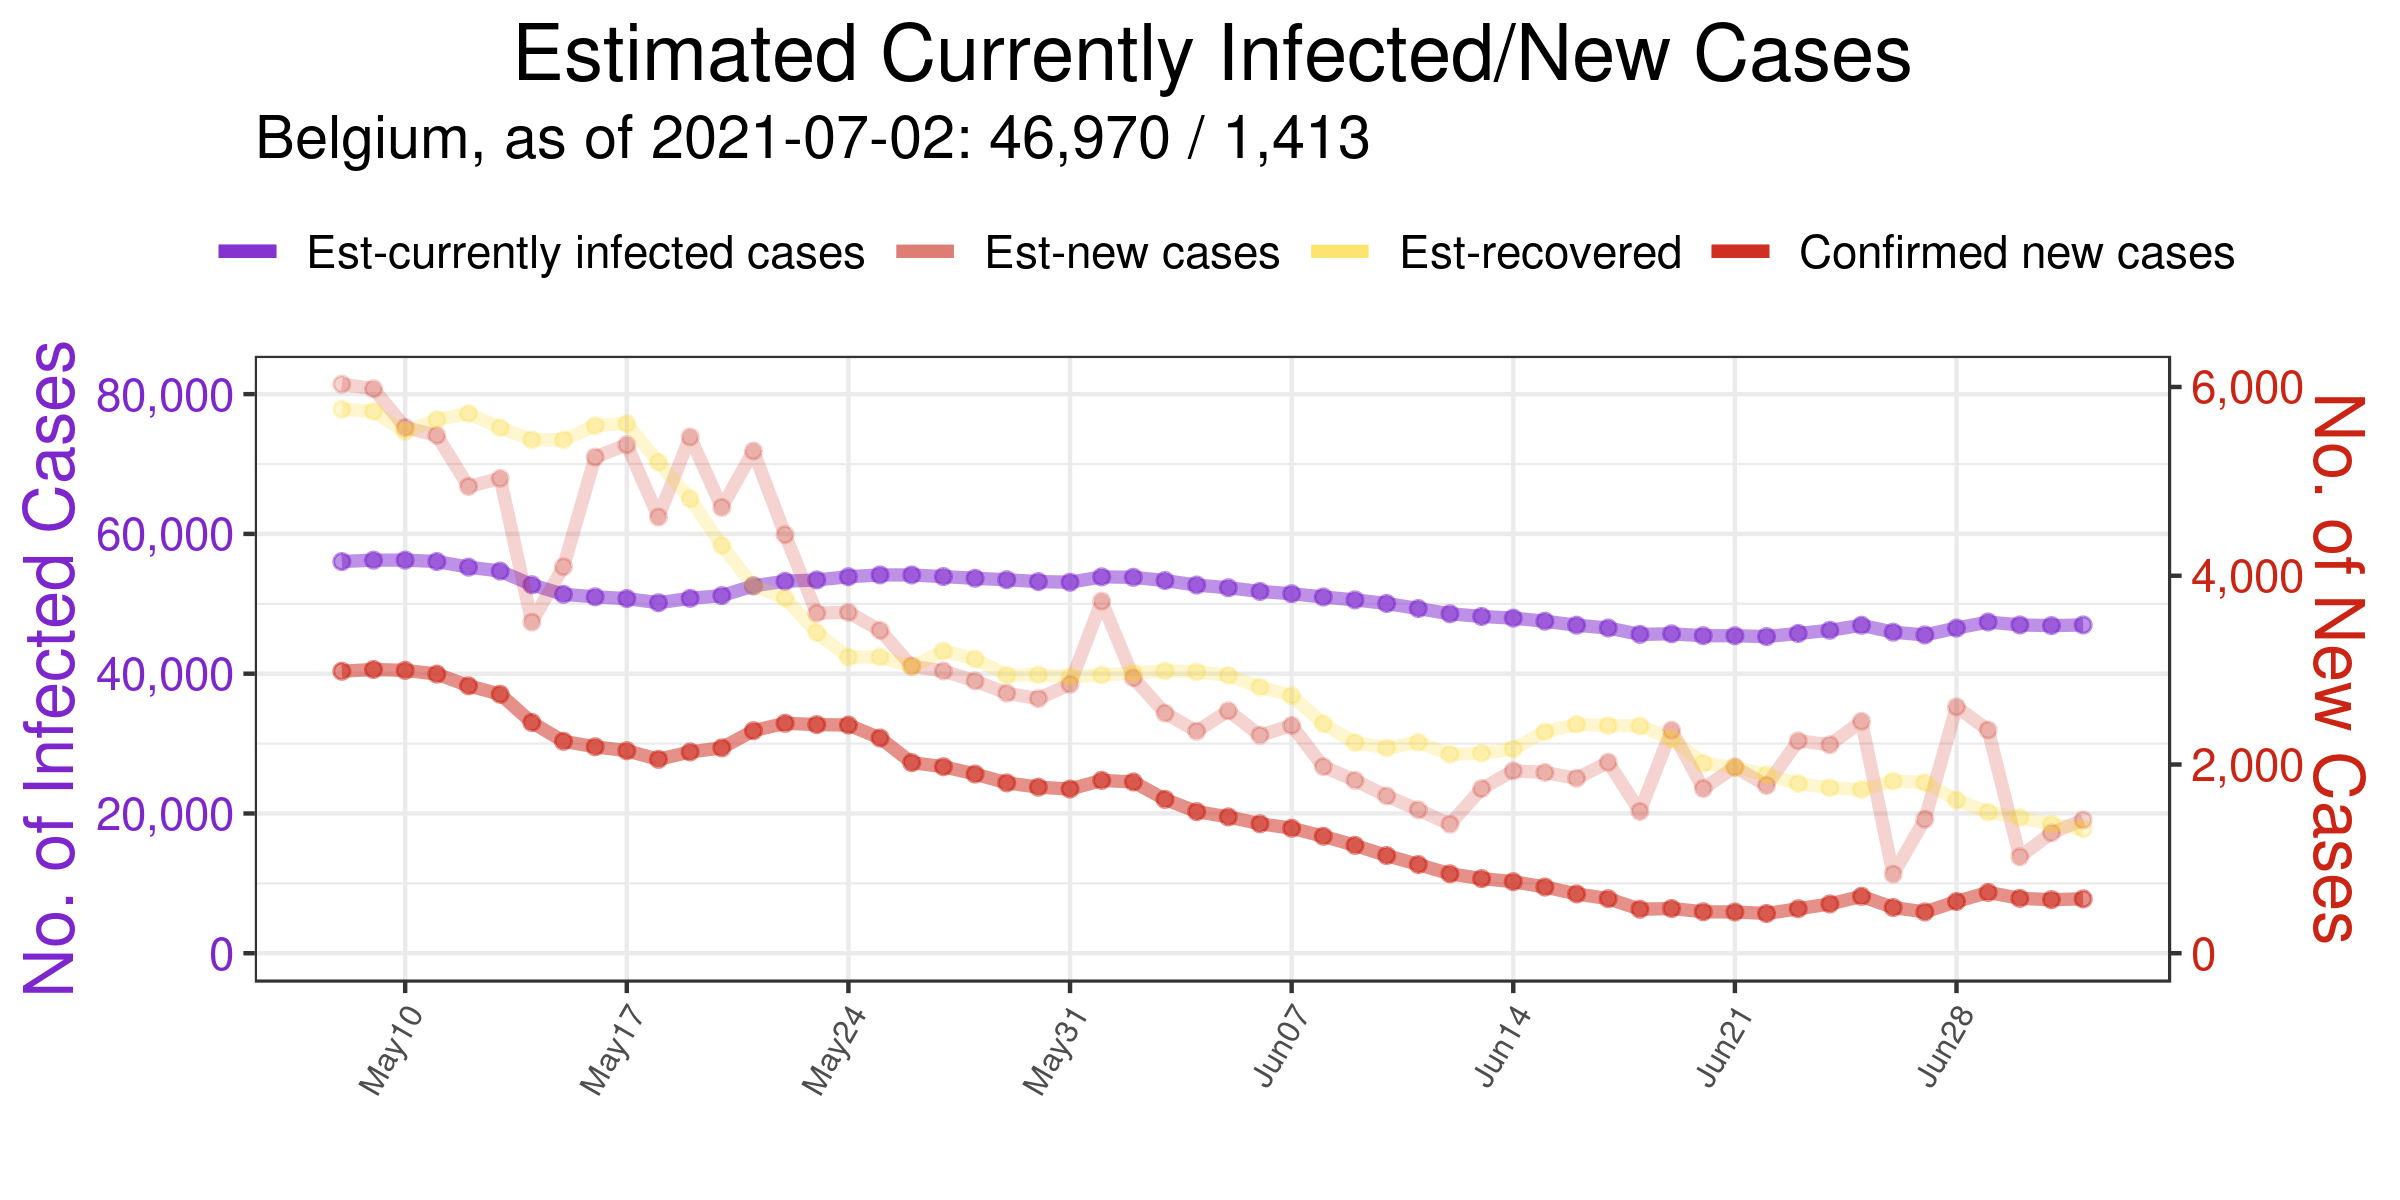 Estimated Currently Infected/New Cases
Belgium, as of 2021-07-02: 46,970 / 1,413
Est-currently infected cases Est-new cases Est-recovered Confirmed new cases
No. of Infected Cases
80,000
60,000
40,000
20,000
0
6,000
4,000
2,000
0
No. of New Cases
May10 May17 May24 May31 Jun07 Jun14 Jun21 Jun28